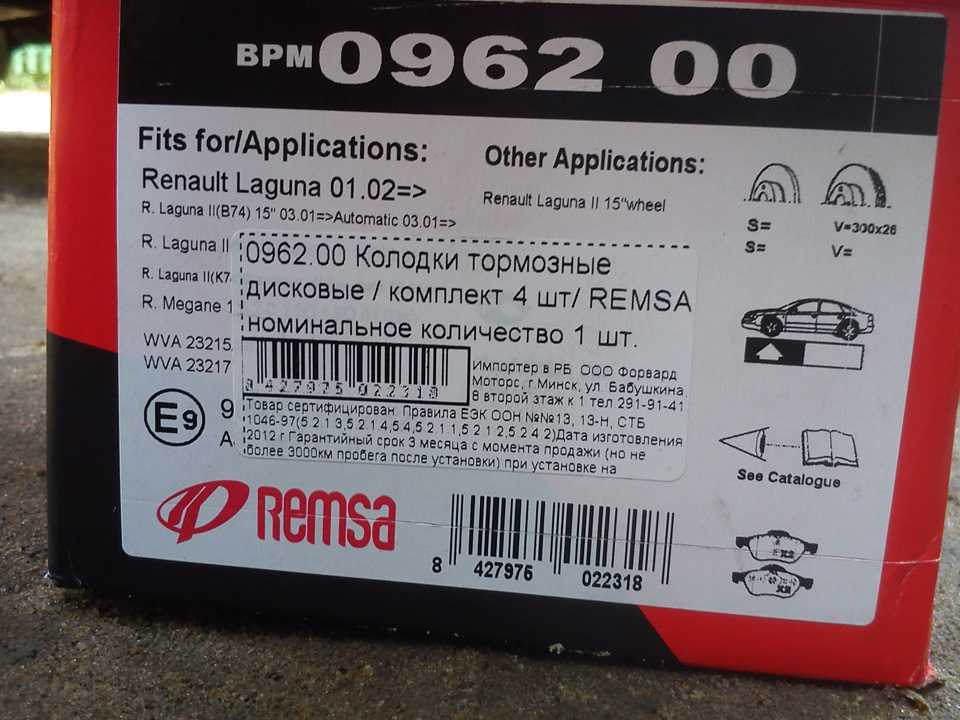 BPM 0962 00
Fits for/Applications:
Renault Laguna 01.02=>
R. Laguna II(B74) 15" 03.01=>Automatic 03.01=>
R. Laguna II
R. Laguna II(K7
R. Megane 1
WVA 23215
WVA 23217
E9
9
A
Other Applications:
Renault Laguna II 15"wheel
S= V=300x26
S= V=
See Catalogue
0962.00 Колодки тормозные
дисковые / комплект 4 шт/ REMSA
номинальное количество 1 шт.
8 427975 022318
Импортер в РБ ООО Форвард
Моторс, г.Минск, ул. Бабушкина
8 второй этаж к 1 тел 291-91-41
Товар сертифицирован. Правила ЕЭК ООН №№13, 13-Н, СТБ
1046-97(5 2.1 3,5 2.1 4,5.4, 5.2 1 1,5.2 1 2,5.2 4 2)Дата изготовления
2012 г Гарантийный срок 3 месяца с момента продажи (но не
более 3000км пробега после установки) при установке на
Remsa
8 427975 022318